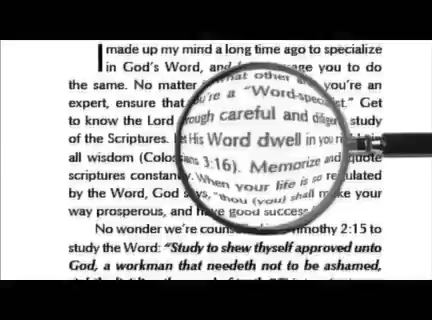 I made up my mind a long time ago to specialize
in God's Word, and you to do
the same. No matter what other you're an
expert, ensure that you're a "Word-specialist." Get
to know the Lord through careful and diligent study
of the Scriptures. Let His Word dwell in you in
all wisdom (Colossians 3:16). Memorize and quote
scriptures constantly. When your life is so regulated
by the Word, God says, "thou (you) shall make your
way prosperous, and have good success
No wonder we're counselled Timothy 2:15 to
study the Word: "Study to shew thyself approved unto
God, a workman that needeth not to be ashamed,